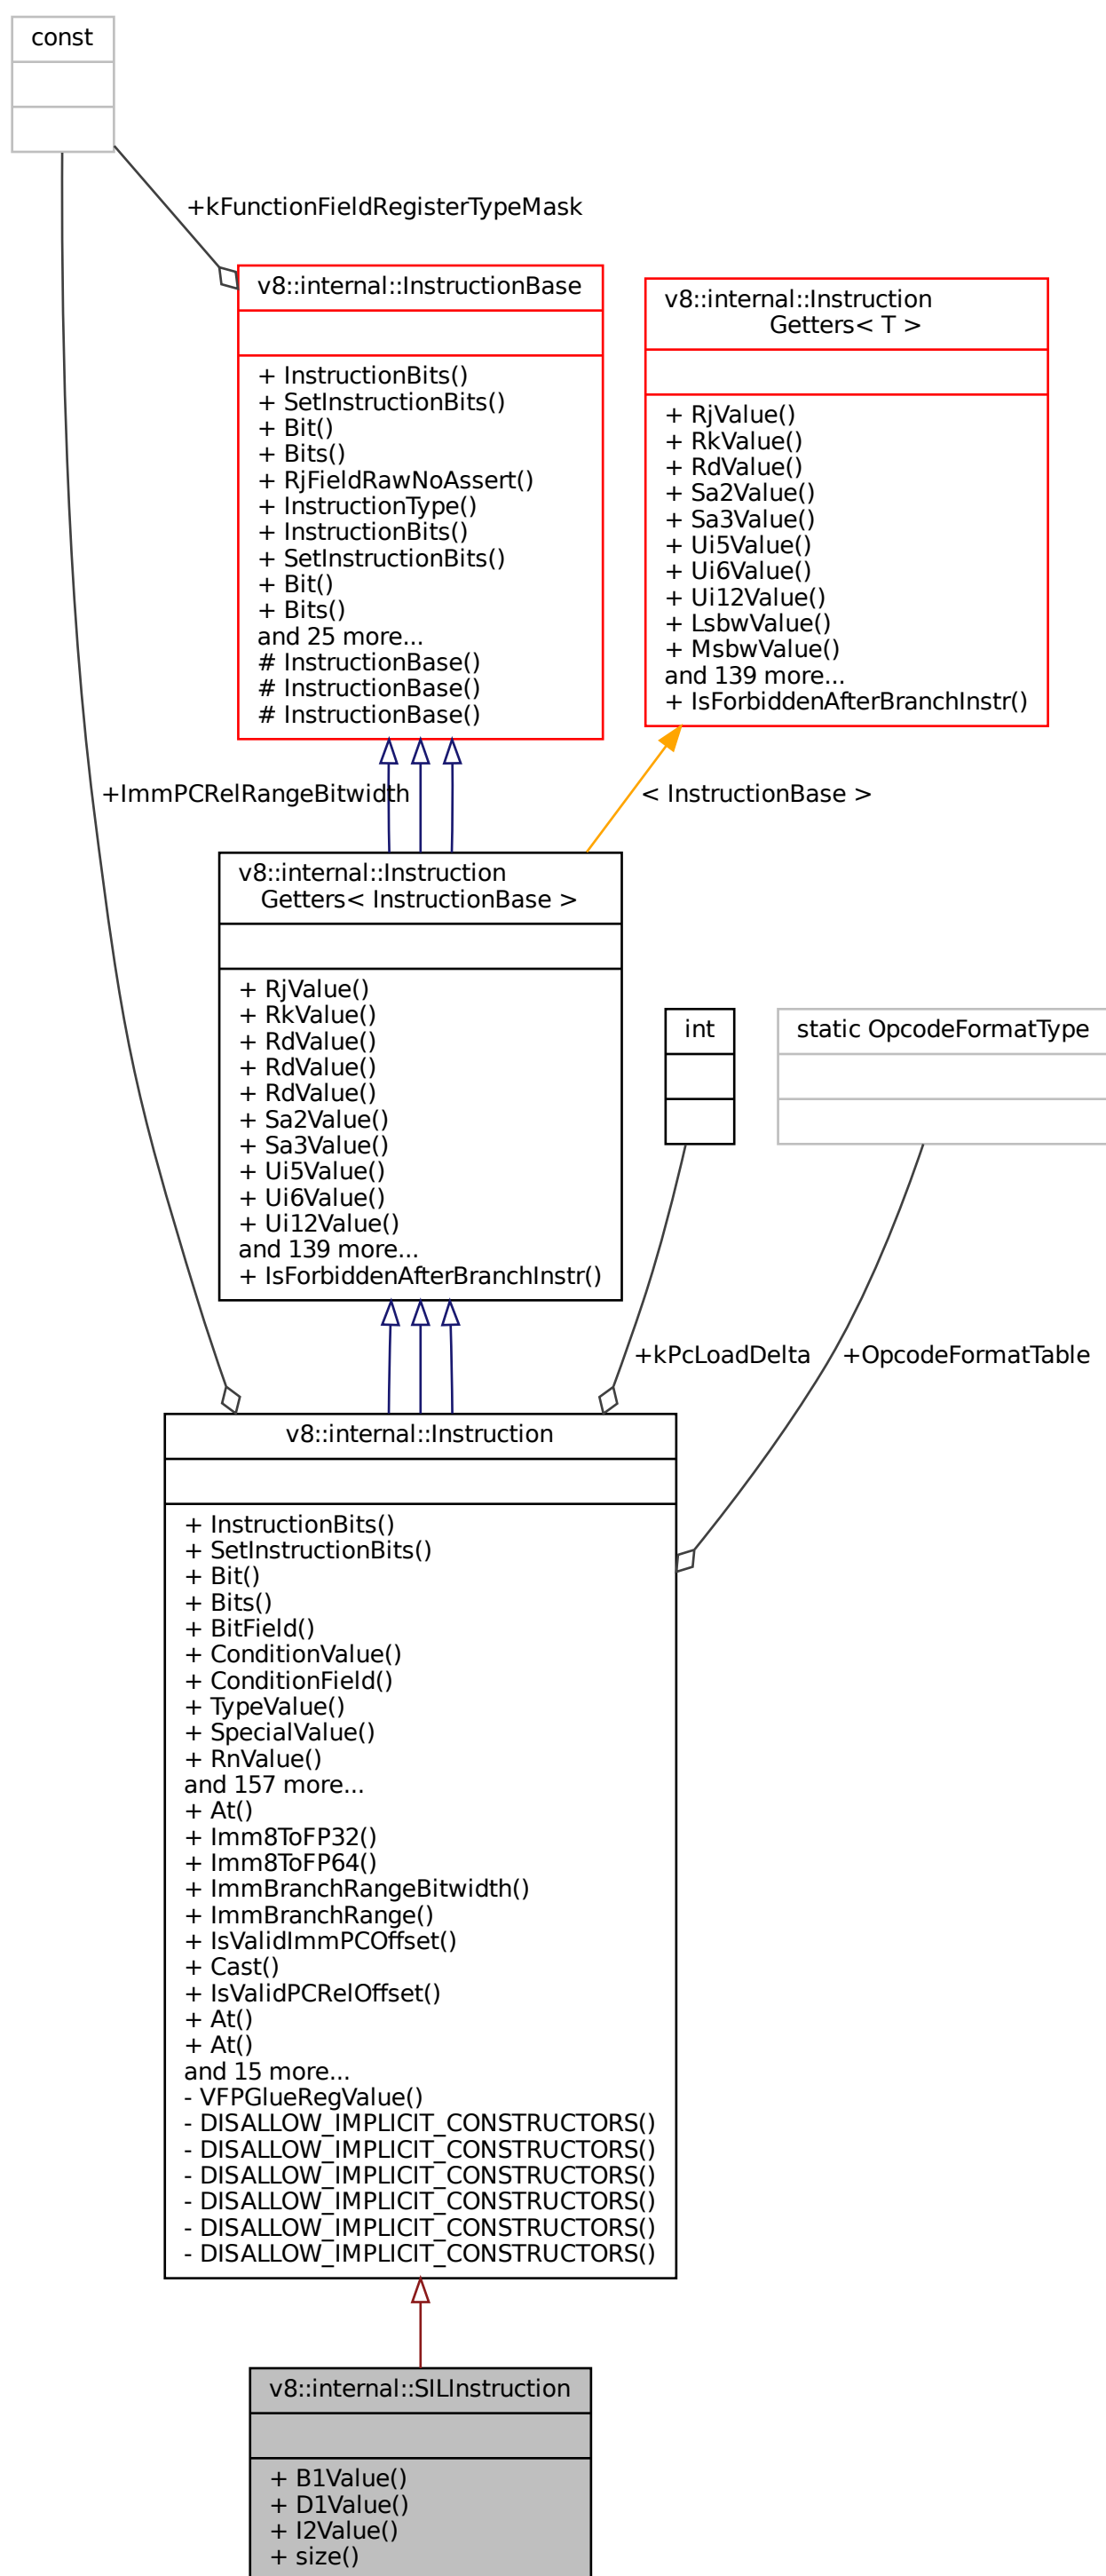 const
+kFunctionFieldRegisterTypeMask
v8::internal::InstructionBase
+ InstructionBits()
+ SetInstructionBits()
+ Bit()
+ Bits()
+ RjFieldRawNoAssert()
+ InstructionType()
+ InstructionBits()
+ SetInstructionBits()
+ Bit()
+ Bits()
and 25 more...
# InstructionBase()
# InstructionBase()
# InstructionBase()
v8::internal::Instruction
Getters< T >
+ RjValue()
+ RkValue()
+ RdValue()
+ Sa2Value()
+ Sa3Value()
+ Ui5Value()
+ Ui6Value()
+ Ui12Value()
+ LsbwValue()
+ MsbwValue()
and 139 more...
+ IsForbiddenAfterBranchInstr()
+ImmPCRelRangeBitwidth
< InstructionBase >
v8::internal::Instruction
Getters< InstructionBase >
+ RjValue()
+ RkValue()
+ RdValue()
+ RdValue()
+ RdValue()
+ Sa2Value()
+ Sa3Value()
+ Ui5Value()
+ Ui6Value()
+ Ui12Value()
and 139 more...
+ IsForbiddenAfterBranchInstr()
int
static OpcodeFormatType
+kPcLoadDelta
+OpcodeFormatTable
v8::internal::Instruction
+ InstructionBits()
+ SetInstructionBits()
+ Bit()
+ Bits()
+ BitField()
+ ConditionValue()
+ ConditionField()
+ TypeValue()
+ SpecialValue()
+ RnValue()
and 157 more...
+ At()
+ Imm8ToFP32()
+ Imm8ToFP64()
+ ImmBranchRangeBitwidth()
+ ImmBranchRange()
+ IsValidImmPCOffset()
+ Cast()
+ IsValidPCRelOffset()
+ At()
+ At()
and 15 more...
- VFPGlueRegValue()
- DISALLOW_IMPLICIT_CONSTRUCTORS()
- DISALLOW_IMPLICIT_CONSTRUCTORS()
- DISALLOW_IMPLICIT_CONSTRUCTORS()
- DISALLOW_IMPLICIT_CONSTRUCTORS()
- DISALLOW_IMPLICIT_CONSTRUCTORS()
- DISALLOW_IMPLICIT_CONSTRUCTORS()
v8::internal::SILInstruction
+ B1Value()
+ D1Value()
+ I2Value()
+ size()